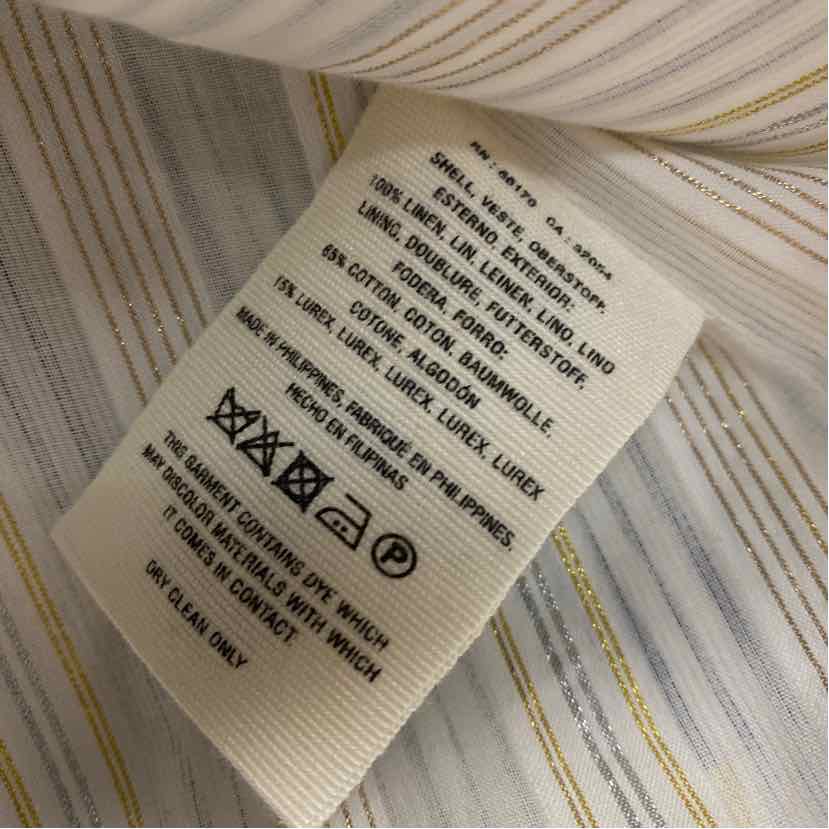 RN : 66170 CA : 32054
SHELL, VESTE, OBERSTOFF,
ESTERNO, EXTERIOR:
100% LINEN, LIN, LEINEN, LINO, LINO
LINING, DOUBLURE, FUTTERSTOFF,
FODERA, FORRO:
85% COTTON, COTON, BAUMWOLLE,
COTONE, ALGODÓN
15% LUREX, LUREX, LUREX, LUREX, LUREX
MADE IN PHILIPPINES, FABRIQUÉ EN PHILIPPINES.
HECHO EN FILIPINAS
P
THIS GARMENT CONTAINS DYE WHICH
MAY DISCOLOR MATERIALS WITH WHICH
IT COMES IN CONTACT
DRY CLEAN ONLY